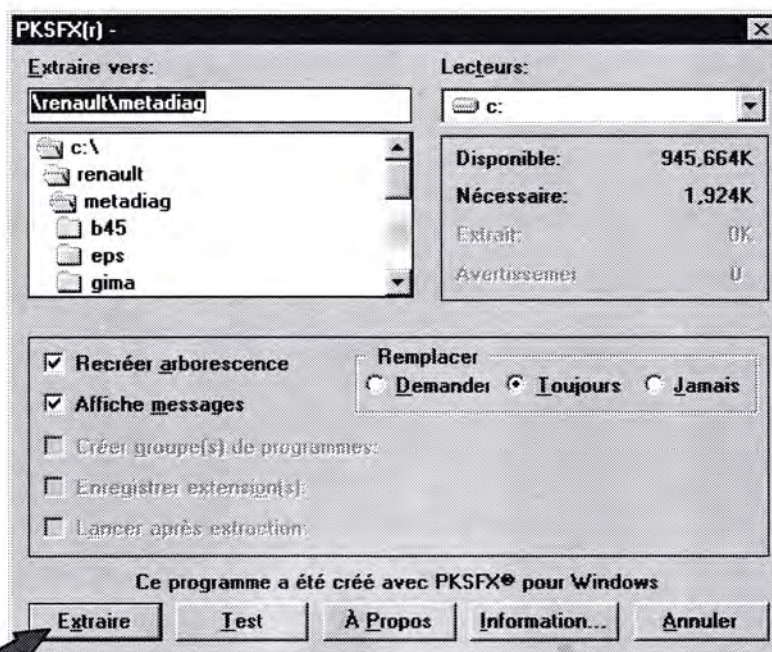 PKSFX(r) -
Extraire vers:
\renault\metadiag
c:\
renault
metadiag
b45
eps
gima
Lecteurs:
c:
Disponible: 945,664K
Nécessaire: 1,924K
Extrait: 0K
Avertissemei 0
Recréer arborescence
Affiche messages
Créer groupe(s) de programmes:
Enregistrer extension(s):
Lancer après extraction:
Remplacer
Demandei Toujours Jamais
Ce programme a été créé avec PKSFX® pour Windows
Extraire Test À Propos Information... Annuler